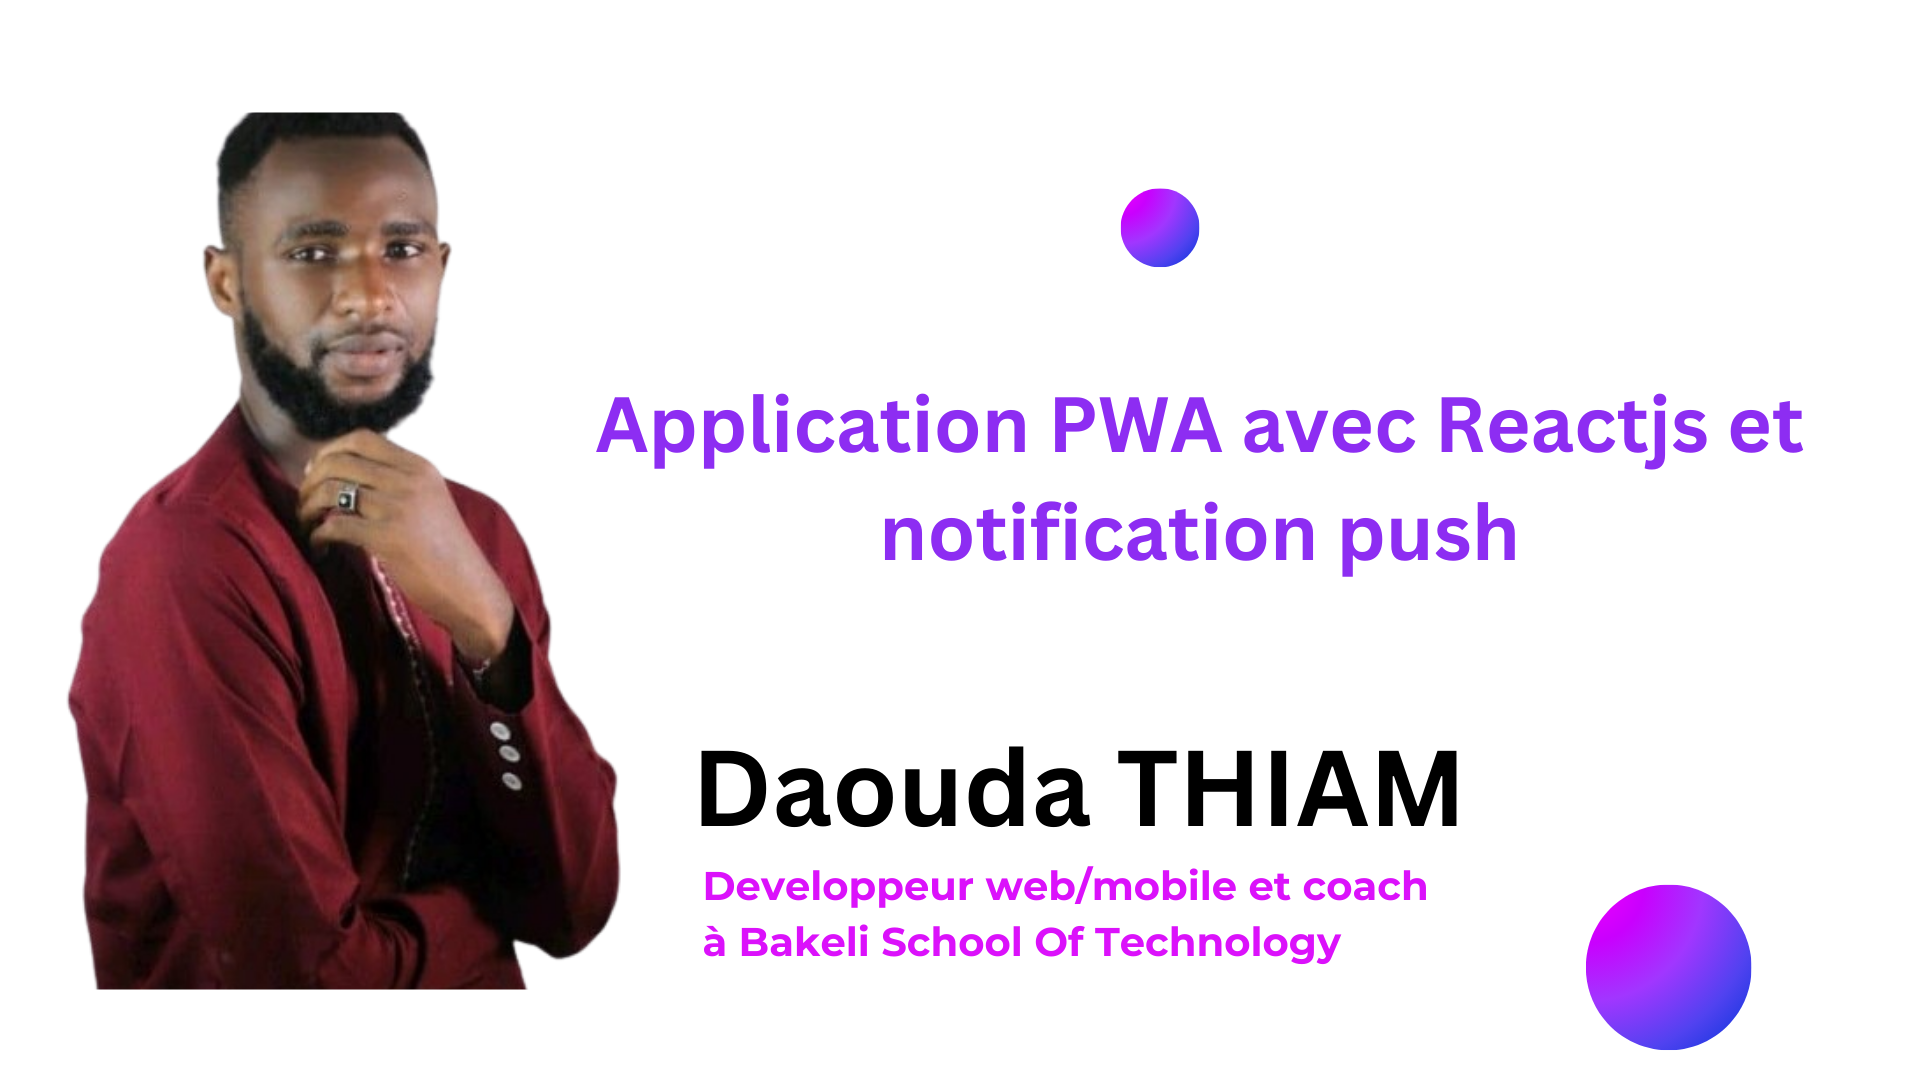 Application PWA avec Reactjs et
notification push
Daouda THIAM
Developpeur web/mobile et coach
à Bakeli School Of Technology